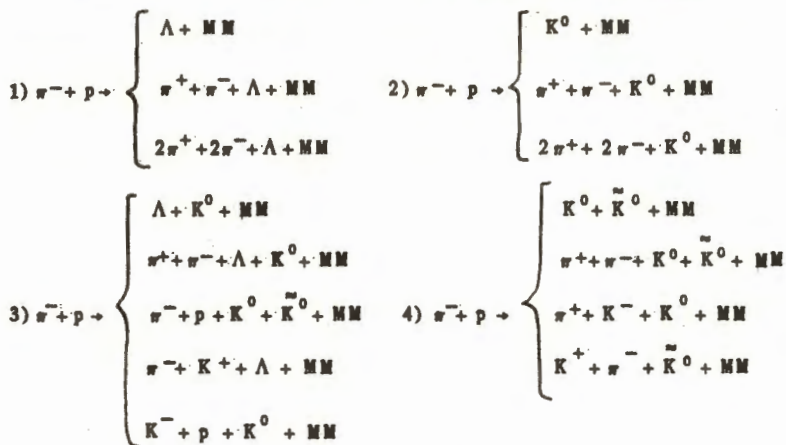 1) π⁻ + p → { Λ + MM
π⁺ + π⁻ + Λ + MM
2π⁺ + 2π⁻ + Λ + MM
2) π⁻ + p → { K⁰ + MM
π⁺ + π⁻ + K⁰ + MM
2π⁺ + 2π⁻ + K⁰ + MM
3) π⁻ + p → { Λ + K⁰ + MM
π⁺ + π⁻ + Λ + K⁰ + MM
π⁻ + p + K⁰ + K̃⁰ + MM
π⁻ + K⁺ + Λ + MM
K⁻ + p + K⁰ + MM
4) π⁻ + p → { K⁰ + K̃⁰ + MM
π⁺ + π⁻ + K⁰ + K̃⁰ + MM
π⁺ + K⁻ + K⁰ + MM
K⁺ + π⁻ + K̃⁰ + MM